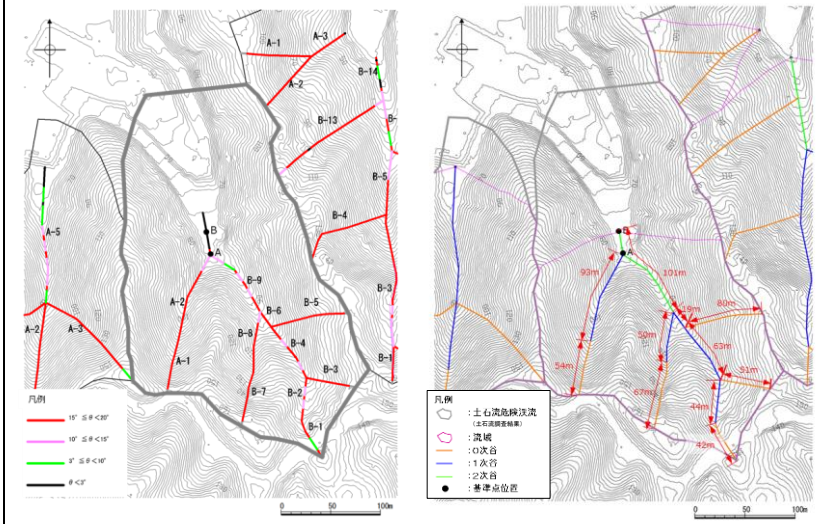 A-1
A-3
A-2
B-13
B-14
B-5
B-4
B-3
B-1
A-5
A-2
A-3
B
A
A-2
A-1
B-9
B-6
B-5
B-8
B-4
B-3
B-7
B-2
B-1
凡例
15° ≦θ<20°
10° ≦θ<15°
3° ≦θ<10°
θ<3°
0 50 100m
B
A
93m
101m
19m
80m
50m
63m
54m
67m
51m
44m
42m
凡例
:土石流危険渓流
(土石流調査結果)
:流域
:0次谷
:1次谷
:2次谷
:基準点位置
0 50 100m